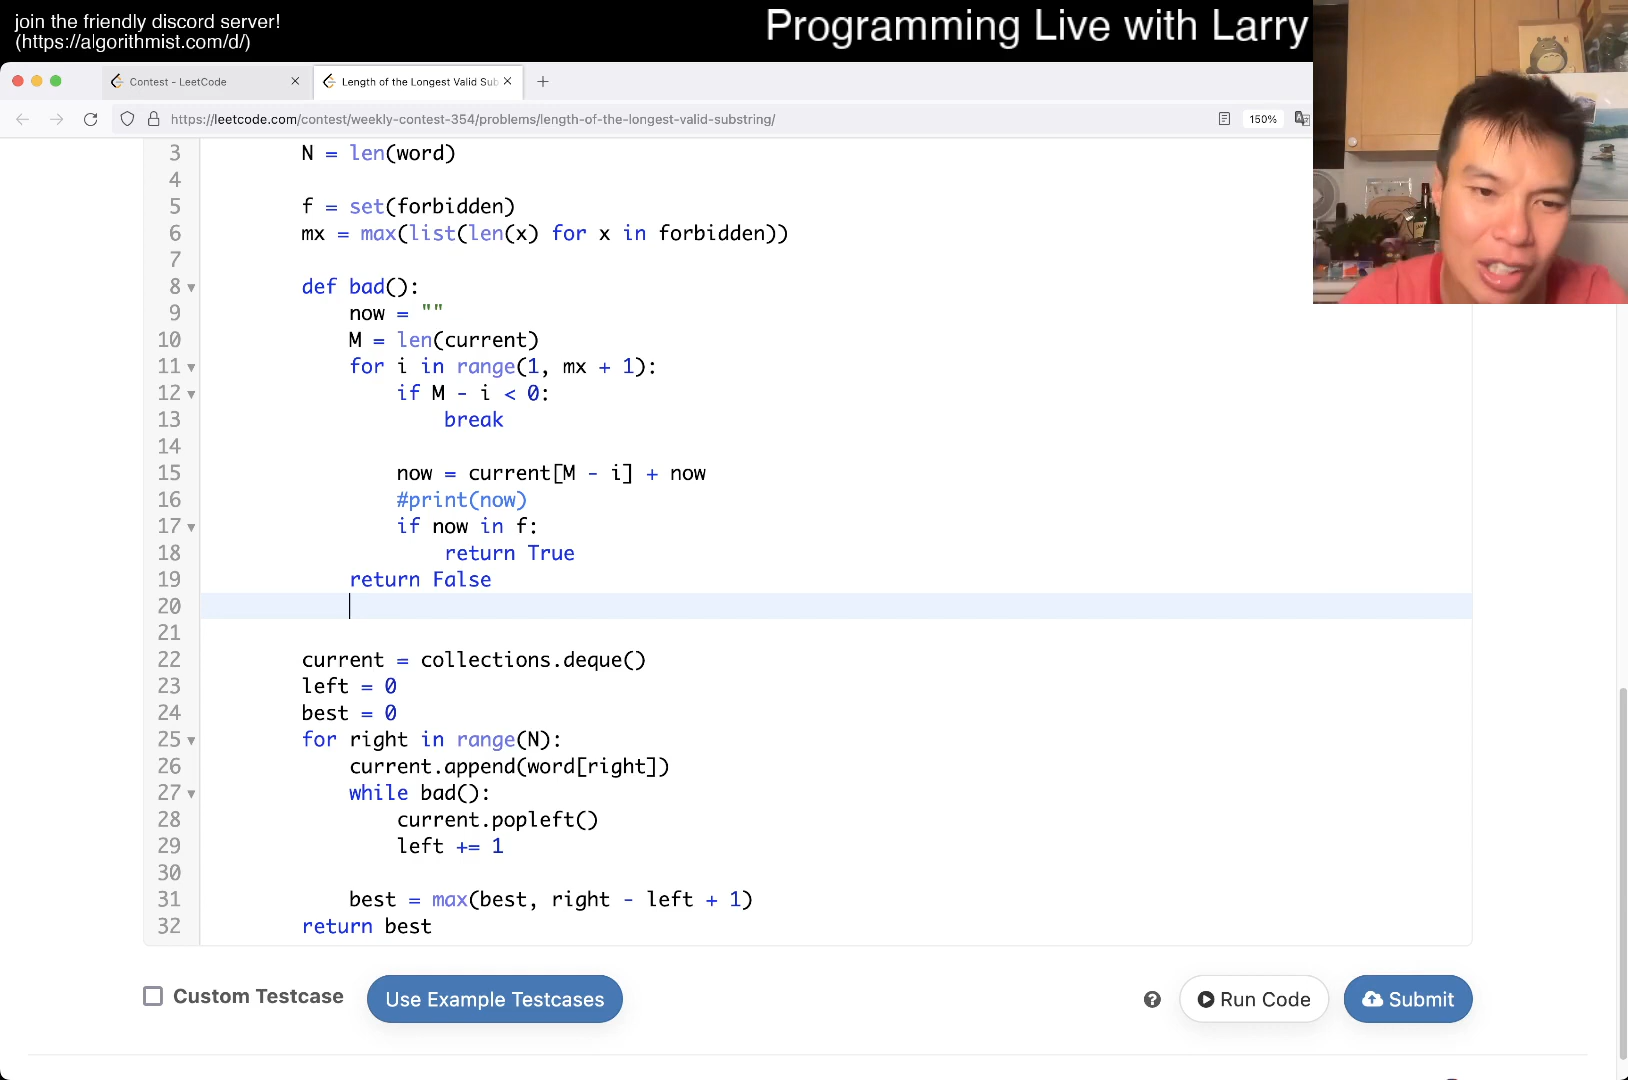 join the friendly discord server!
(https://algorithmist.com/d/)
Programming Live with Larry
Contest - LeetCode
Length of the Longest Valid Sub
https://leetcode.com/contest/weekly-contest-354/problems/length-of-the-longest-valid-substring/
150%
3 N = len(word)
4
5 f = set(forbidden)
6 mx = max(list(len(x) for x in forbidden))
7
8 def bad():
9 now = ""
10 M = len(current)
11 for i in range(1, mx + 1):
12 if M - i < 0:
13 break
14
15 now = current[M - i] + now
16 #print(now)
17 if now in f:
18 return True
19 return False
20
21
22 current = collections.deque()
23 left = 0
24 best = 0
25 for right in range(N):
26 current.append(word[right])
27 while bad():
28 current.popleft()
29 left += 1
30
31 best = max(best, right - left + 1)
32 return best
Custom Testcase
Use Example Testcases
Run Code
Submit